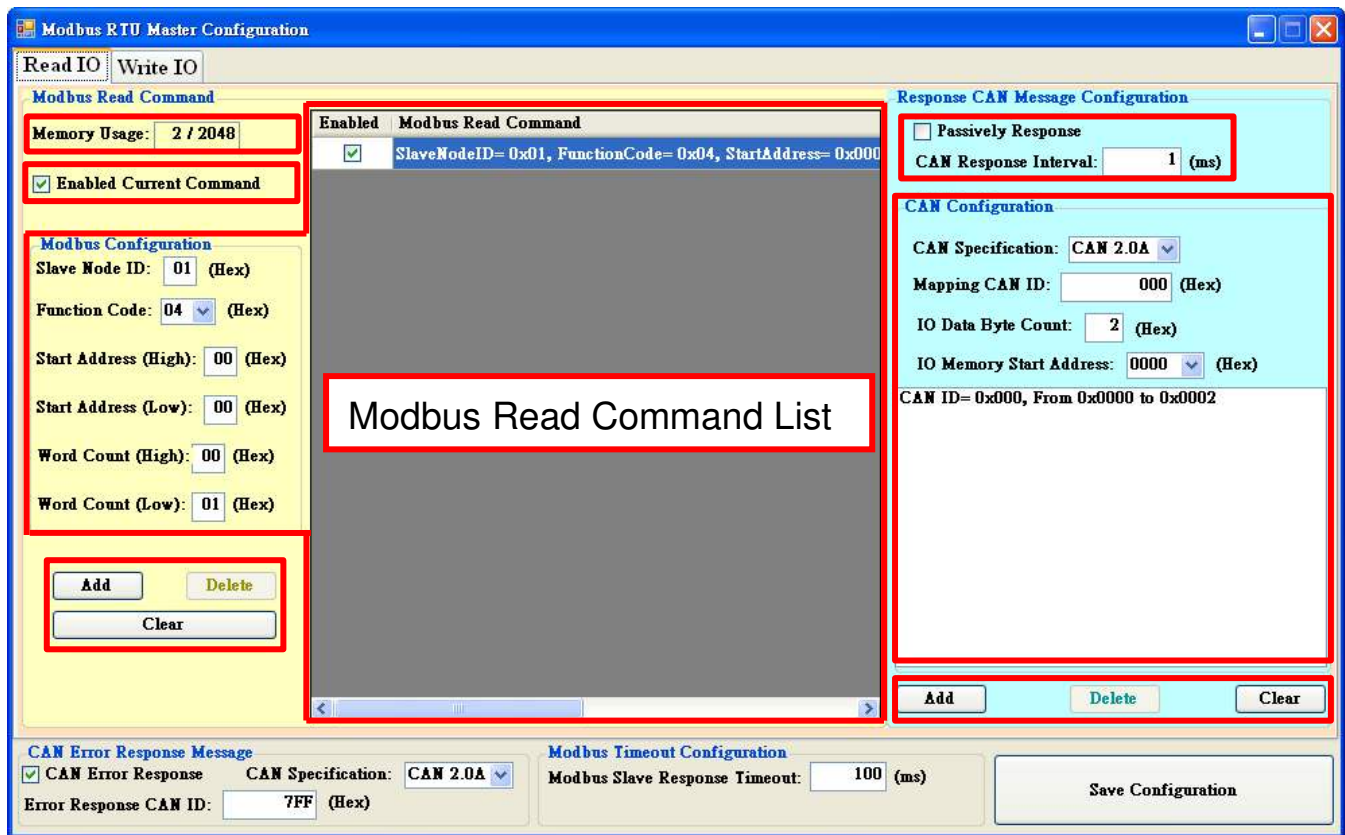 Modbus RTU Master Configuration
Read IO
Write IO
Modbus Read Command
Memory Usage: 2 / 2048
Enabled Current Command
Modbus Configuration
Slave Node ID: 01 (Hex)
Function Code: 04 (Hex)
Start Address (High): 00 (Hex)
Start Address (Low): 00 (Hex)
Word Count (High): 00 (Hex)
Word Count (Low): 01 (Hex)
Add
Delete
Clear
Enabled Modbus Read Command
SlaveNodeID= 0x01, FunctionCode= 0x04, StartAddress= 0x000
Modbus Read Command List
Response CAN Message Configuration
Passively Response
CAN Response Interval: 1 (ms)
CAN Configuration
CAN Specification: CAN 2.0A
Mapping CAN ID: 000 (Hex)
IO Data Byte Count: 2 (Hex)
IO Memory Start Address: 0000 (Hex)
CAN ID= 0x000, From 0x0000 to 0x0002
Add
Delete
Clear
CAN Error Response Message
CAN Error Response CAN Specification: CAN 2.0A
Error Response CAN ID: 7FF (Hex)
Modbus Timeout Configuration
Modbus Slave Response Timeout: 100 (ms)
Save Configuration